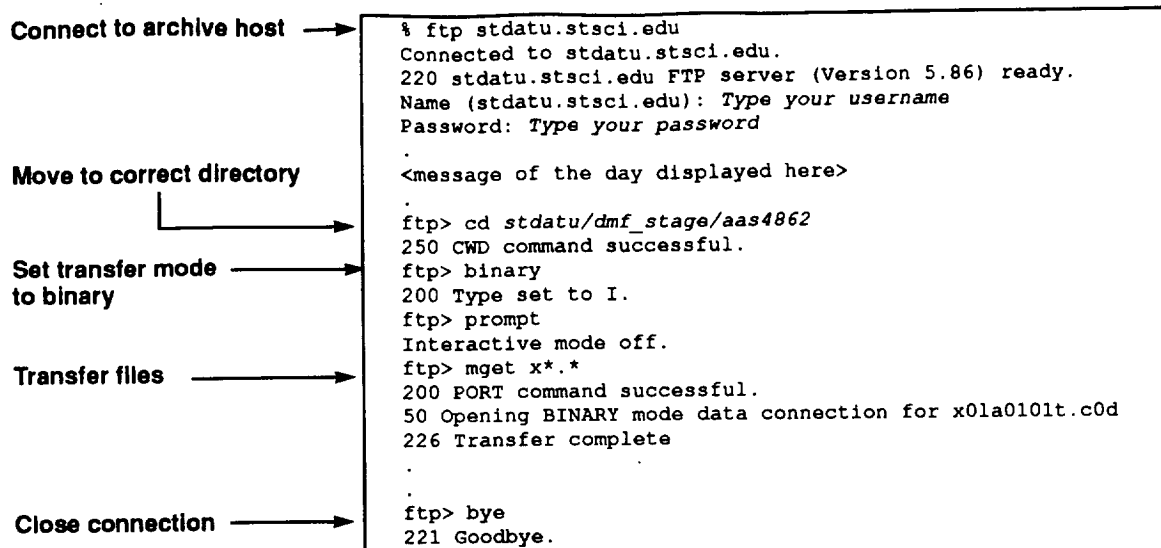 Connect to archive host
% ftp stdatu.stsci.edu
Connected to stdatu.stsci.edu.
220 stdatu.stsci.edu FTP server (Version 5.86) ready.
Name (stdatu.stsci.edu): Type your username
Password: Type your password
.
Move to correct directory
<message of the day displayed here>
.
ftp> cd stdatu/dmf_stage/aas4862
250 CWD command successful.
Set transfer mode
to binary
ftp> binary
200 Type set to I.
ftp> prompt
Interactive mode off.
Transfer files
ftp> mget x*.*
200 PORT command successful.
50 Opening BINARY mode data connection for x01a0101t.c0d
226 Transfer complete
.
.
Close connection
ftp> bye
221 Goodbye.